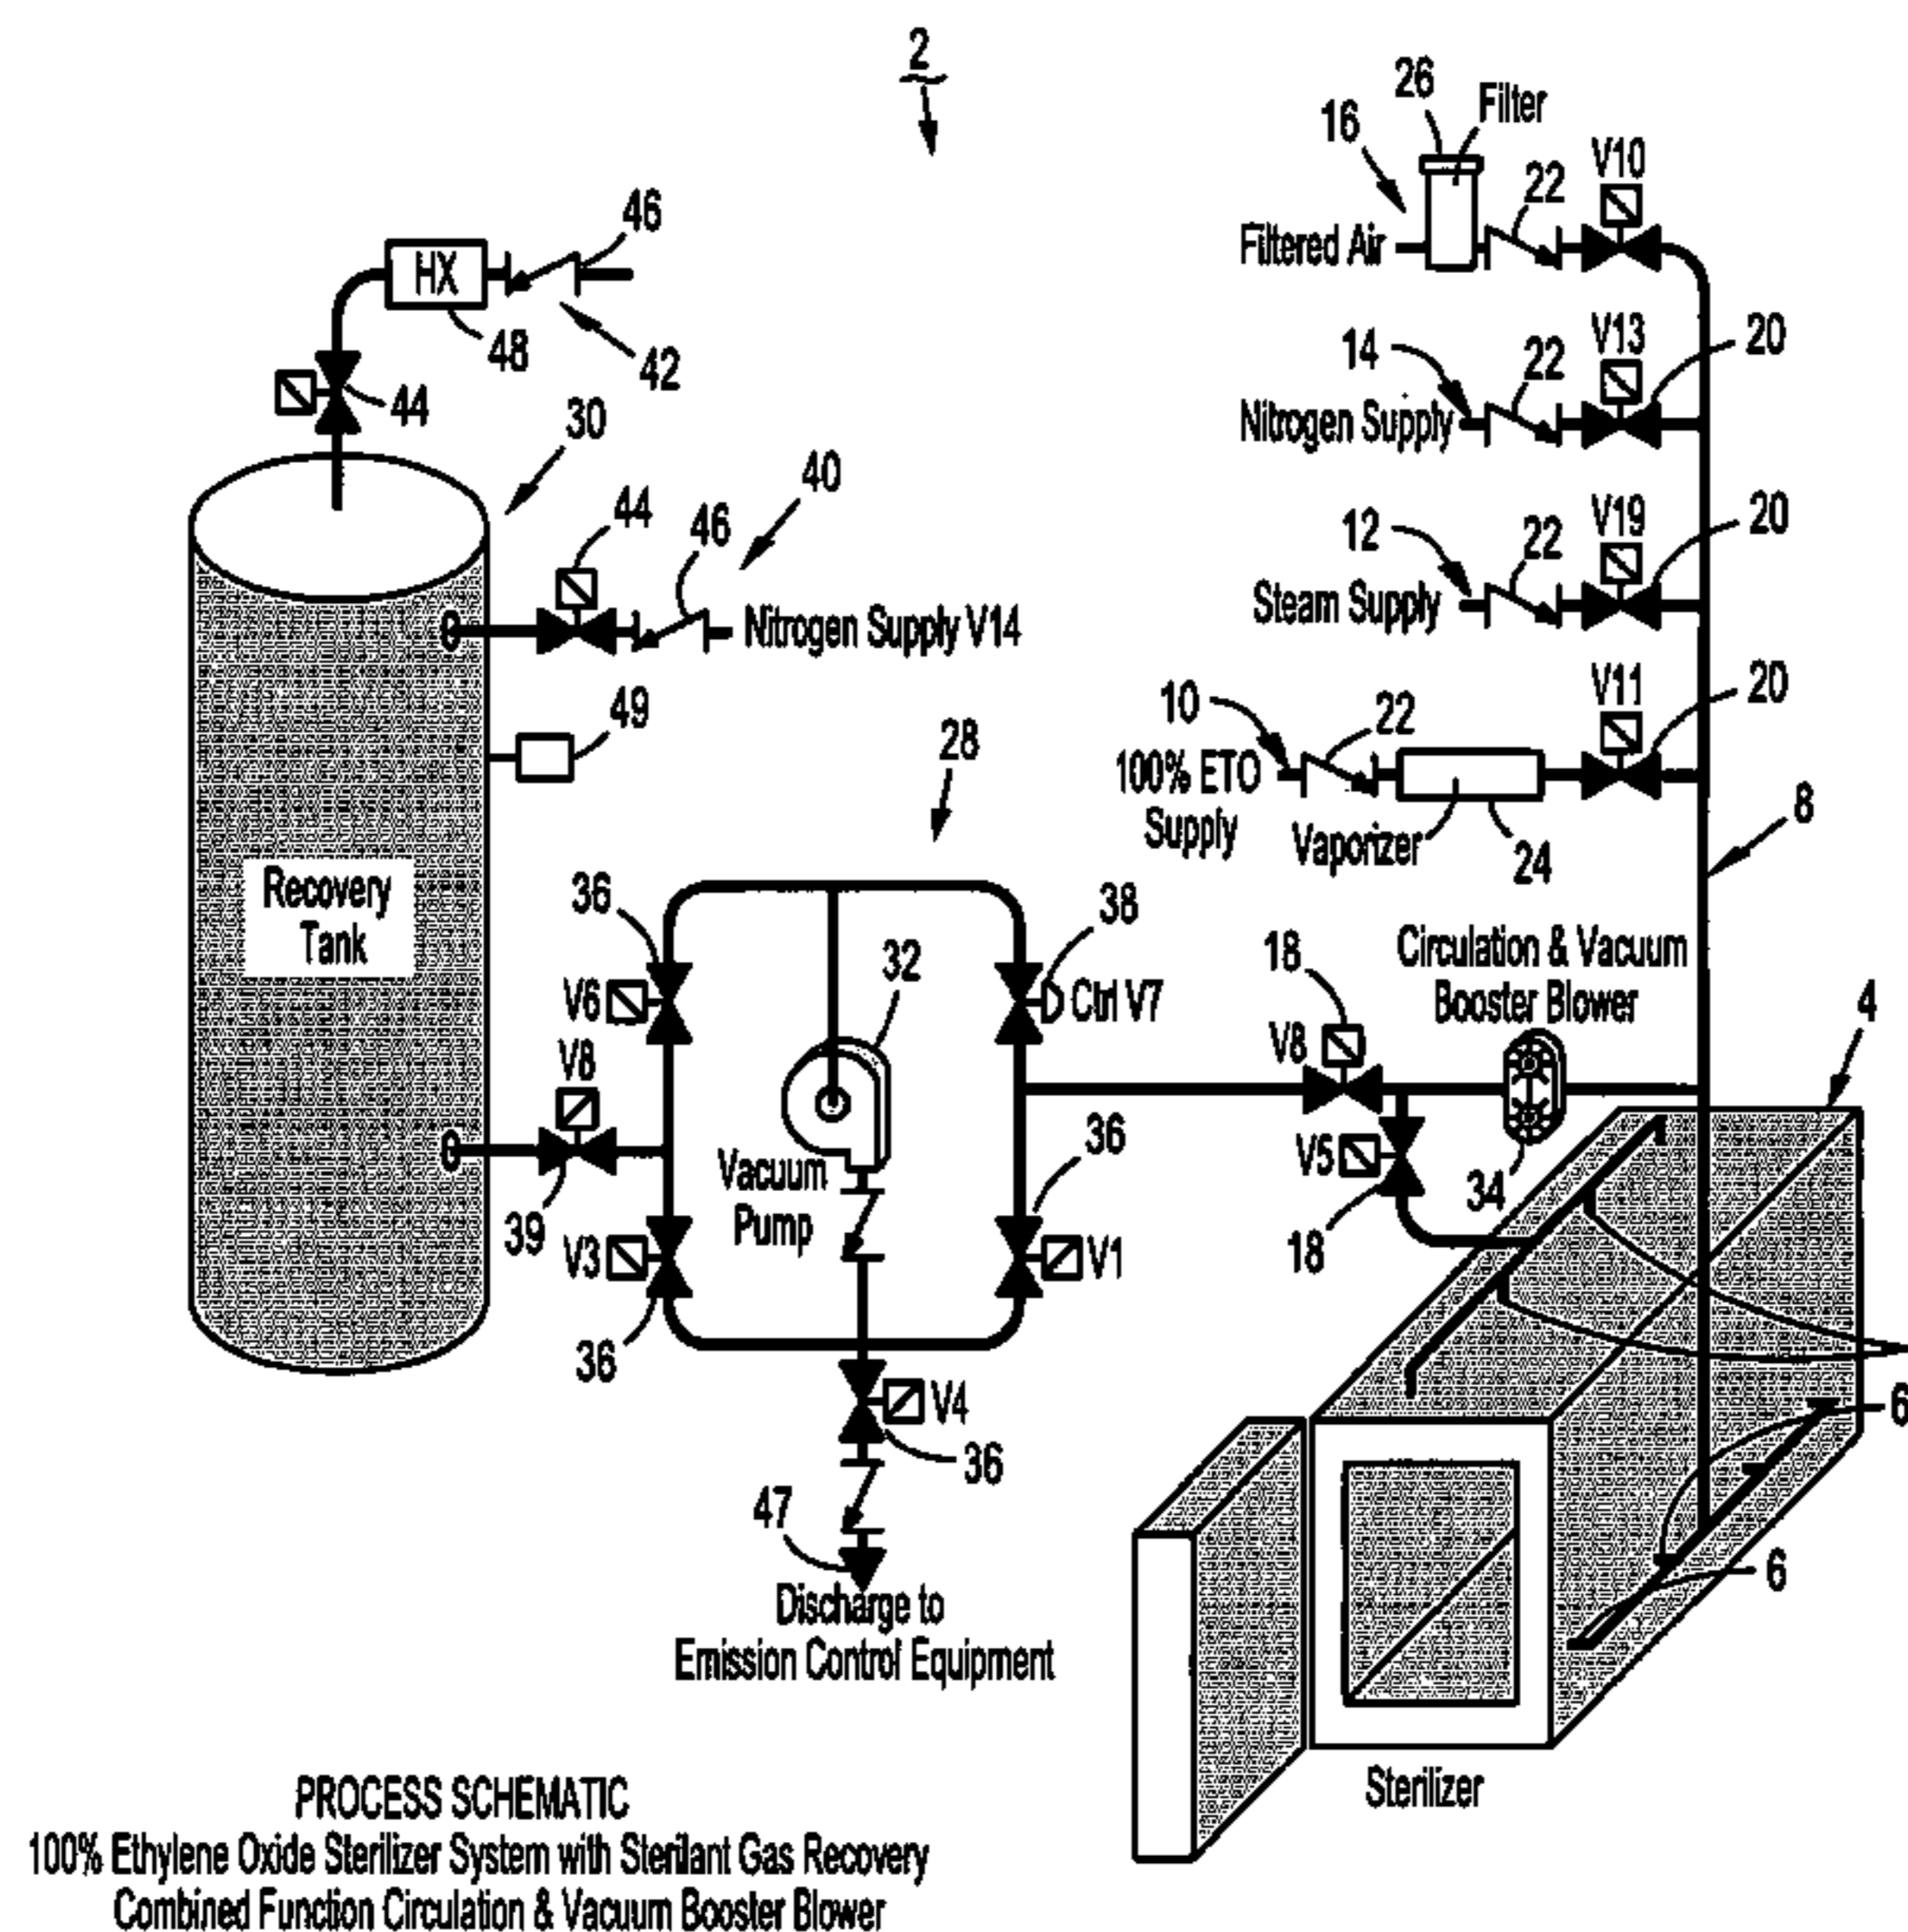 2
26
Filter
16
22
V10
Filtered Air
46
HX
48
42
44
14
22
V13
20
Nitrogen Supply
30
40
44
46
Nitrogen Supply V14
12
22
V19
20
Steam Supply
49
10
22
V11
20
100% ETO
Supply
Vaporizer
24
28
8
Recovery
Tank
36
38
32
V6
Ctrl V7
18
Circulation & Vacuum
Booster Blower
4
V8
V8
V5
36
34
39
Vacuum
Pump
V3
V1
18
36
V4
36
6
47
6
Discharge to
Emission Control Equipment
Sterilizer
PROCESS SCHEMATIC
100% Ethylene Oxide Sterilizer System with Sterilant Gas Recovery
Combined Function Circulation & Vacuum Booster Blower